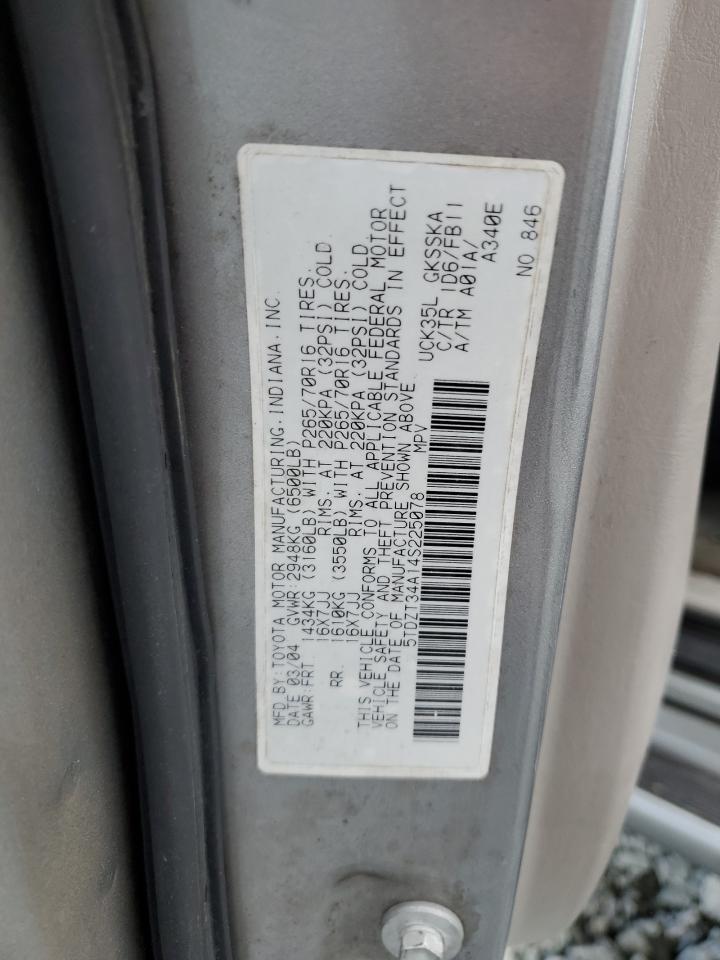 MFD.BY:TOYOTA MOTOR MANUFACTURING.INDIANA.INC.
DATE 03/04 GVWR:2948KG (6500LB)
GAWR:FRT. 1434KG (3160LB) WITH P265/70R16 TIRES.
16X7JJ RIMS. AT 220KPA (32PSI) COLD
RR. 1610KG (3550LB) WITH P265/70R16 TIRES.
16X7JJ RIMS. AT 220KPA (32PSI) COLD.
THIS VEHICLE CONFORMS TO ALL APPLICABLE FEDERAL MOTOR
VEHICLE SAFETY AND THEFT PREVENTION STANDARDS IN EFFECT
ON THE DATE OF MANUFACTURE SHOWN ABOVE.
5TDZT34A14S225078 MPV
UCK35L GKSSKA
C/TR 1D6/FB11
A/TM A01A/
A340E
NO. 846